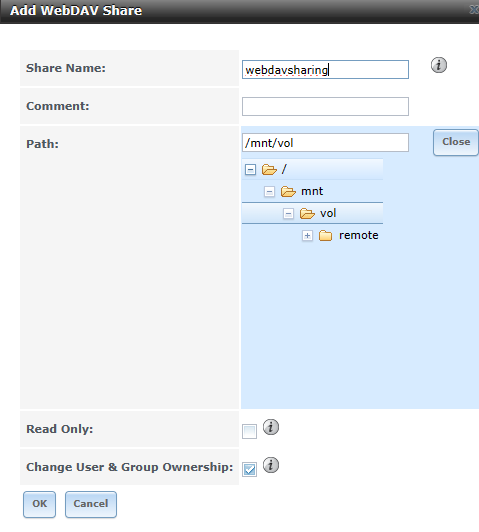 Add WebDAV Share
Share Name: webdavsharing
Comment:
Path: /mnt/vol Close
/
mnt
vol
remote
Read Only:
Change User & Group Ownership:
OK Cancel